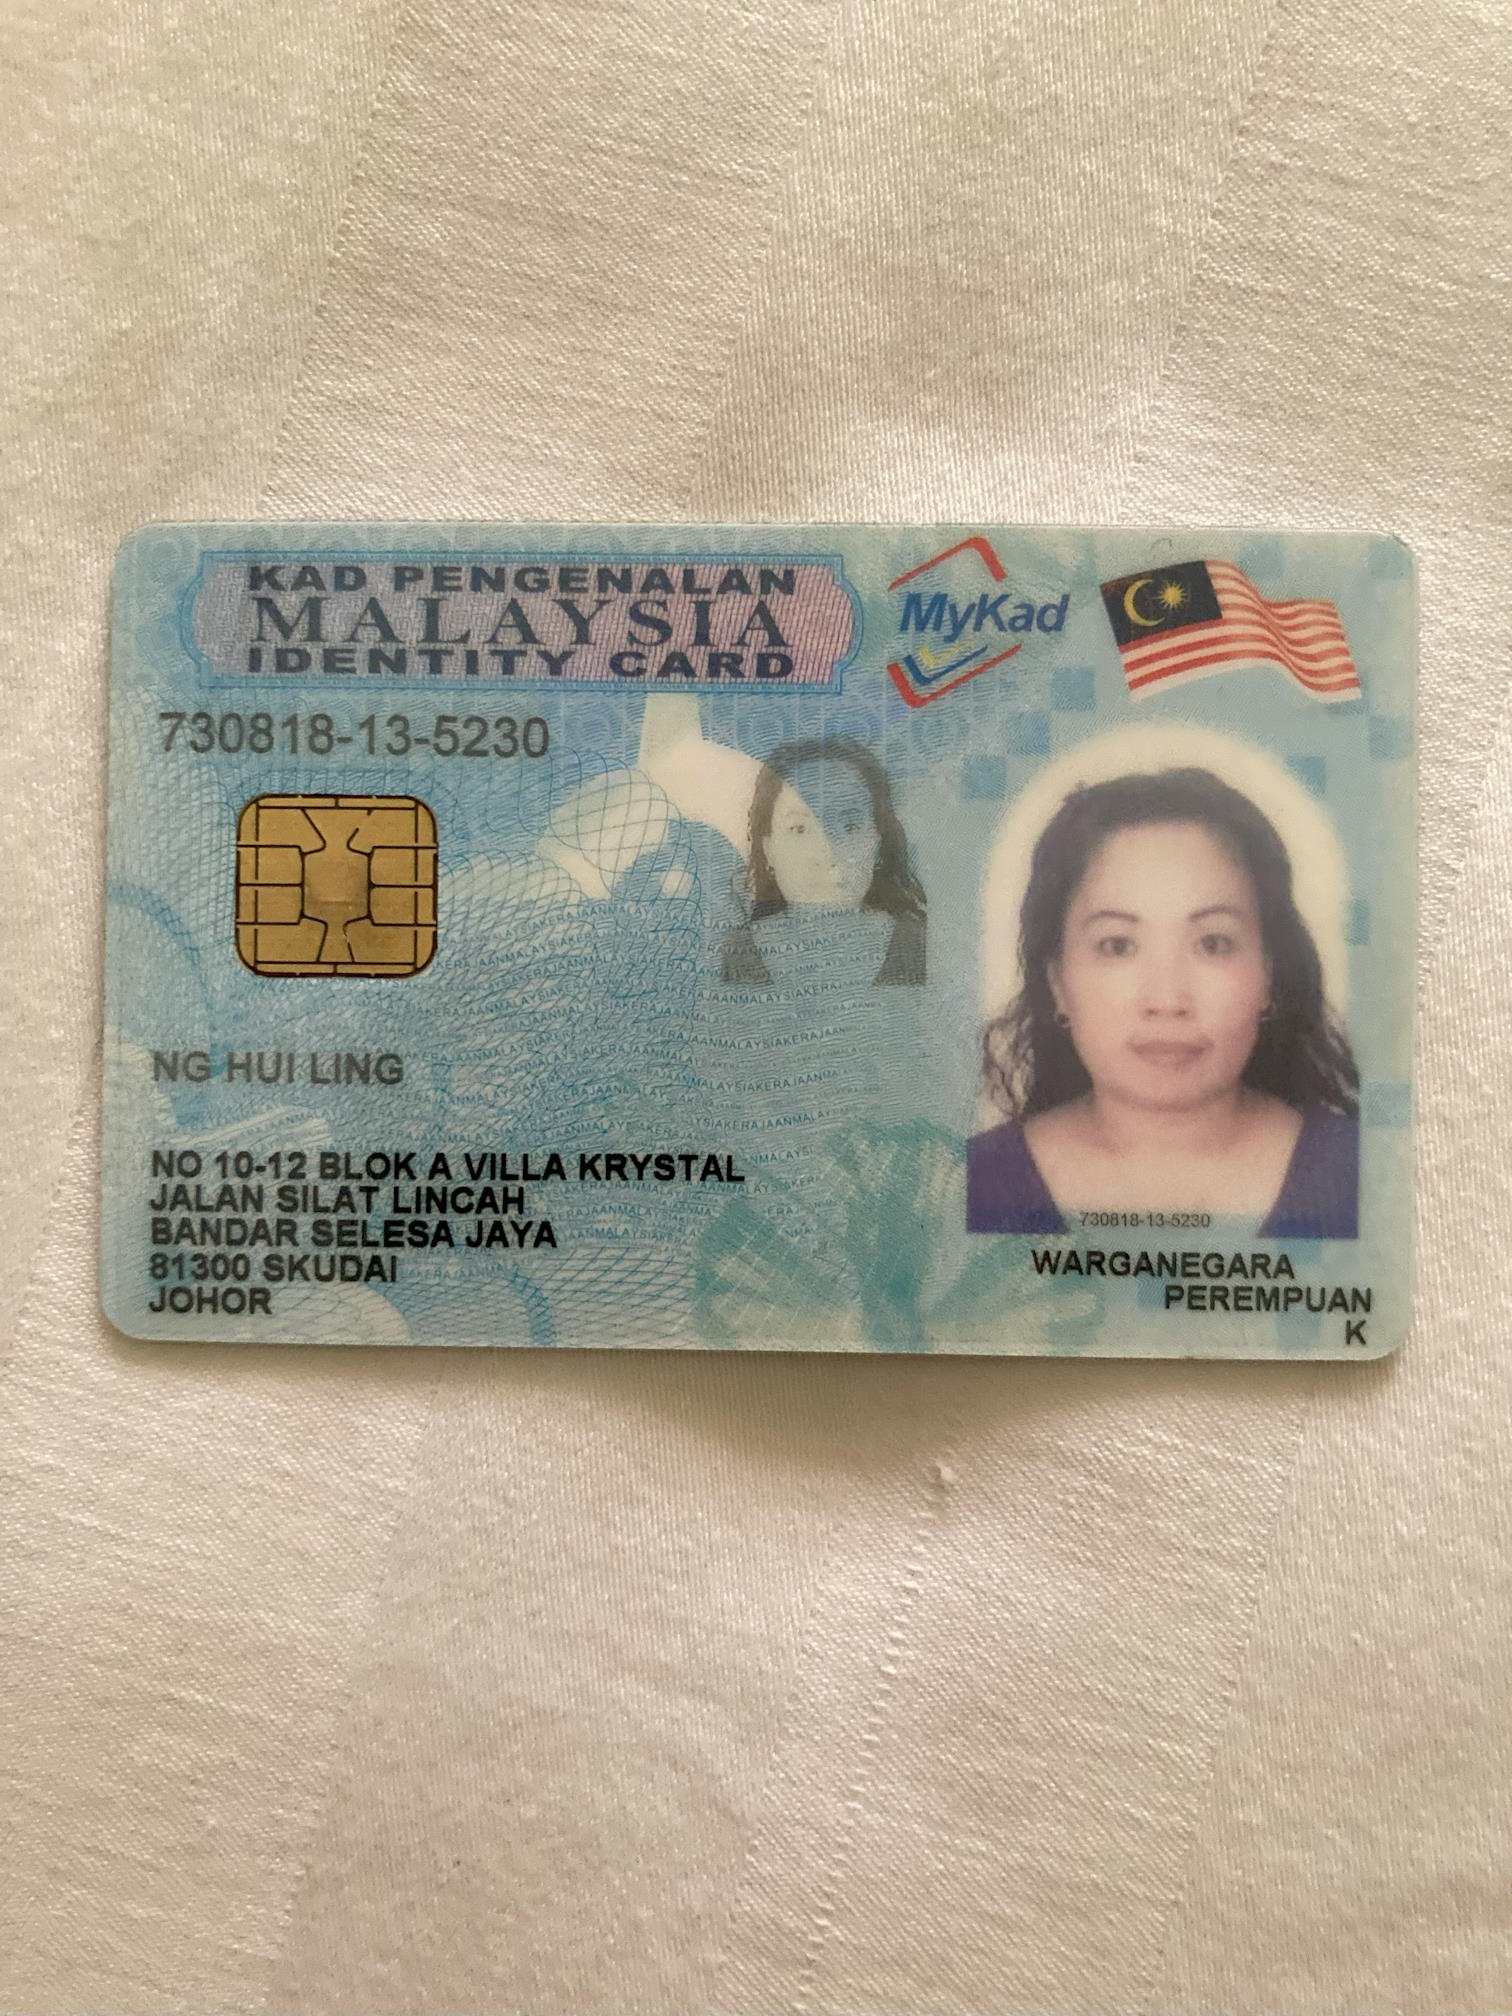 KAD PENGENALAN
MALAYSIA
IDENTITY CARD
MyKad
730818-13-5230
NG HUI LING
NO 10-12 BLOK A VILLA KRYSTAL
JALAN SILAT LINCAH
BANDAR SELESA JAYA
81300 SKUDAI
JOHOR
730818-13-5230
WARGANEGARA
PEREMPUAN
K